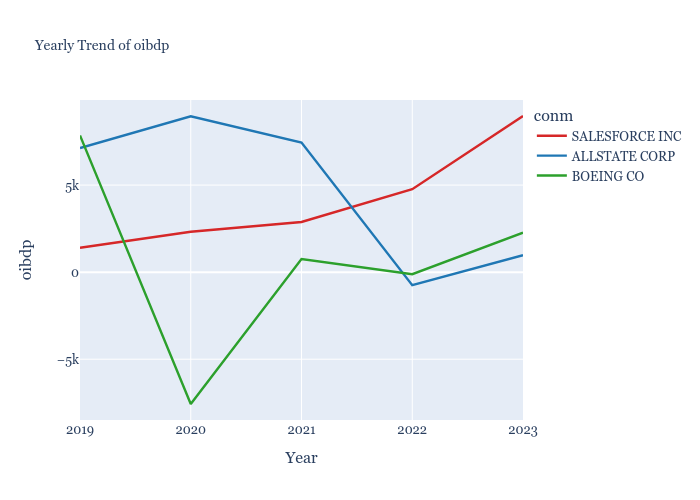 Yearly Trend of oibdp
conm
SALESFORCE INC
ALLSTATE CORP
BOEING CO
oibdp
5k
0
−5k
2019 2020 2021 2022 2023
Year